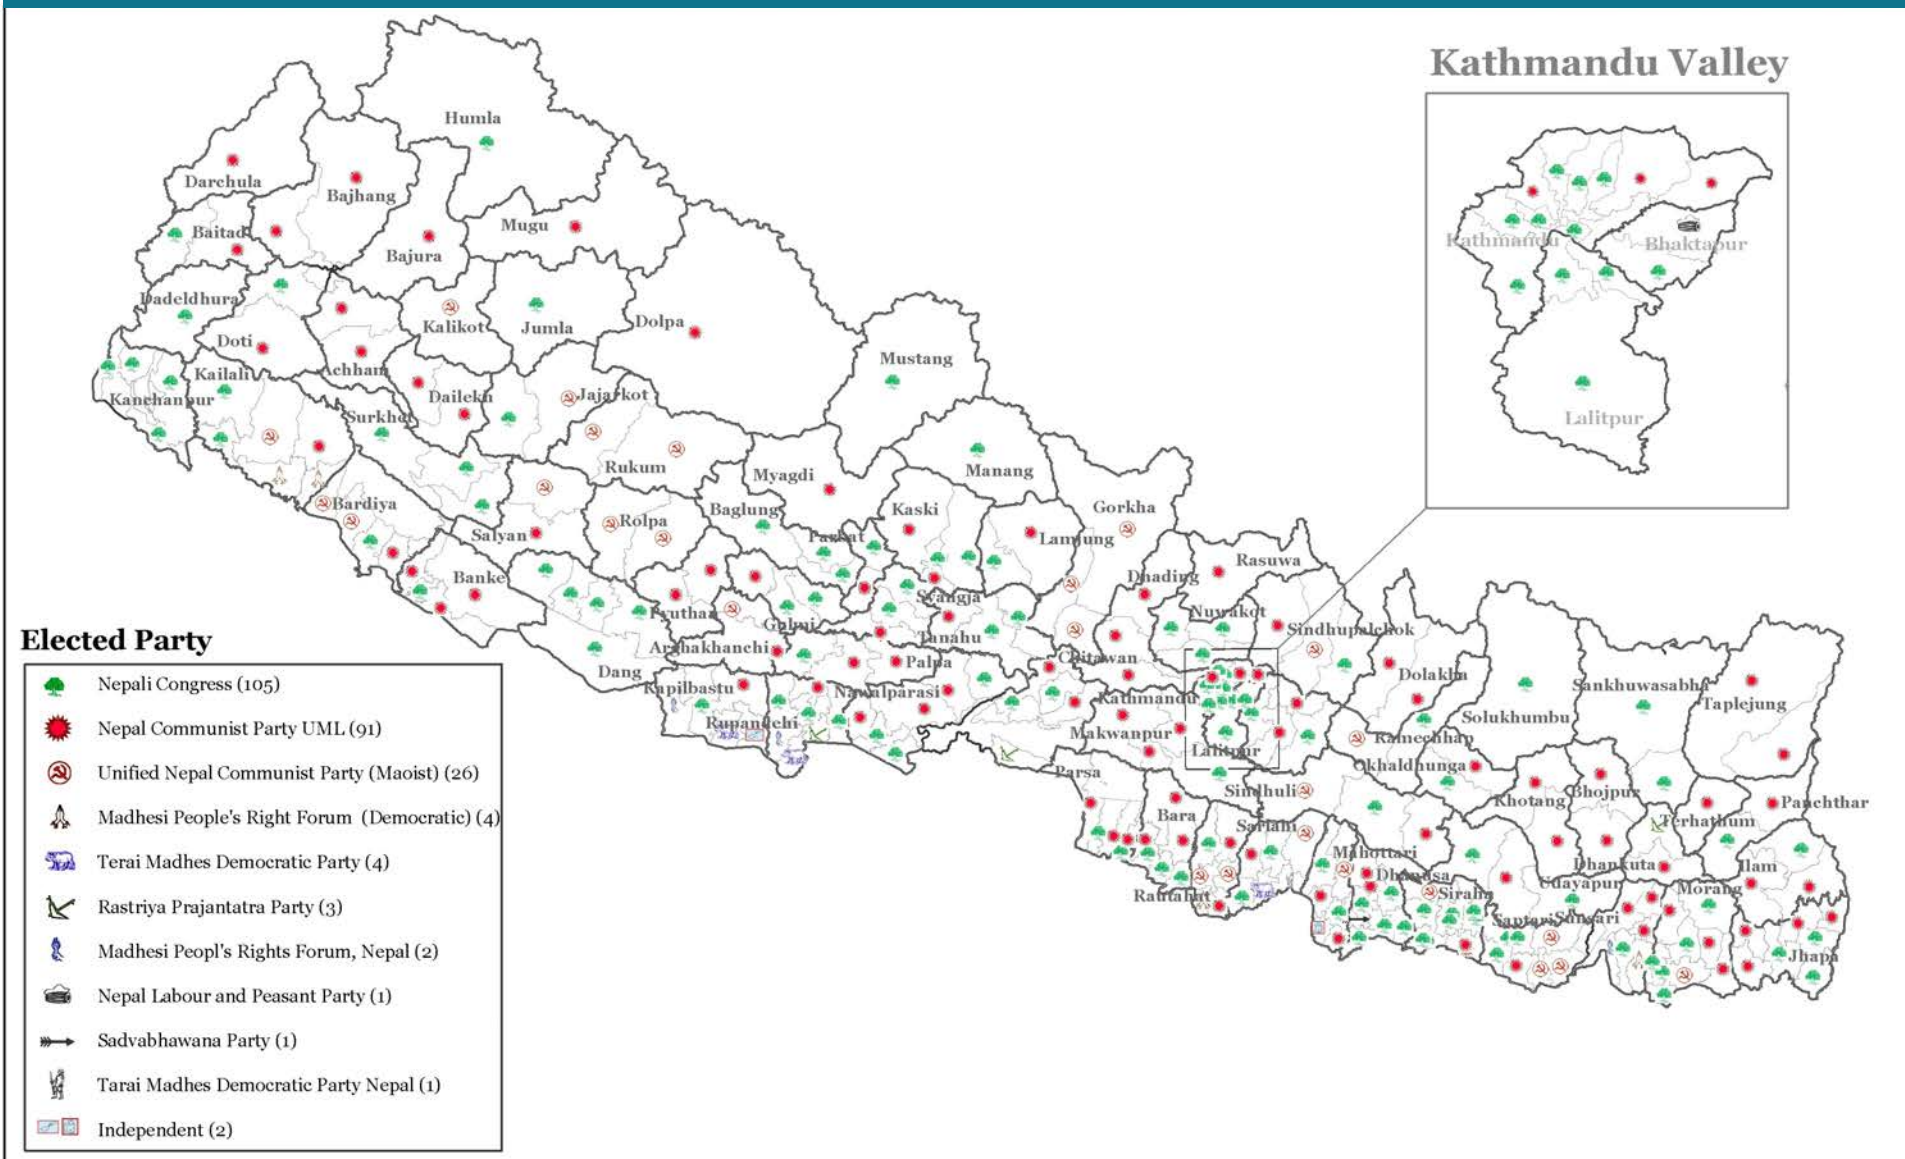 Kathmandu Valley
Humla
Darchula
Bajhang
Mugu
Baitadi
Bajura
Kathmandu
Bhaktapur
Dadeldhura
Kalikot
Jumla
Dolpa
Doti
Mustang
Kailali
Achham
Kanchanpur
Dailekh
Jajarkot
Surkhet
Lalitpur
Rukum
Myagdi
Manang
Bardiya
Baglung
Kaski
Gorkha
Rolpa
Salyan
Parbat
Lamjung
Rasuwa
Banke
Dhading
Syangja
Pyuthan
Nuwakot
Gulmi
Sindhupalchok
Tanahu
Arghakhanchi
Palpa
Chitawan
Dang
Dolakha
Kapilbastu
Nawalparasi
Kathmandu
Sankhuwasabha
Taplejung
Rupandehi
Solukhumbu
Makwanpur
Ramechhap
Lalitpur
Okhaldhunga
Parsa
Sindhuli
Khotang
Bhojpur
Panchthar
Bara
Terhathum
Sarlahi
Mahottari
Dhankuta
Ilam
Dhanusa
Udayapur
Morang
Rautahat
Siraha
Saptari
Sunsari
Jhapa
Elected Party
Nepali Congress (105)
Nepal Communist Party UML (91)
Unified Nepal Communist Party (Maoist) (26)
Madhesi People's Right Forum (Democratic) (4)
Terai Madhes Democratic Party (4)
Rastriya Prajantatra Party (3)
Madhesi Peopl's Rights Forum, Nepal (2)
Nepal Labour and Peasant Party (1)
Sadvabhawana Party (1)
Tarai Madhes Democratic Party Nepal (1)
Independent (2)